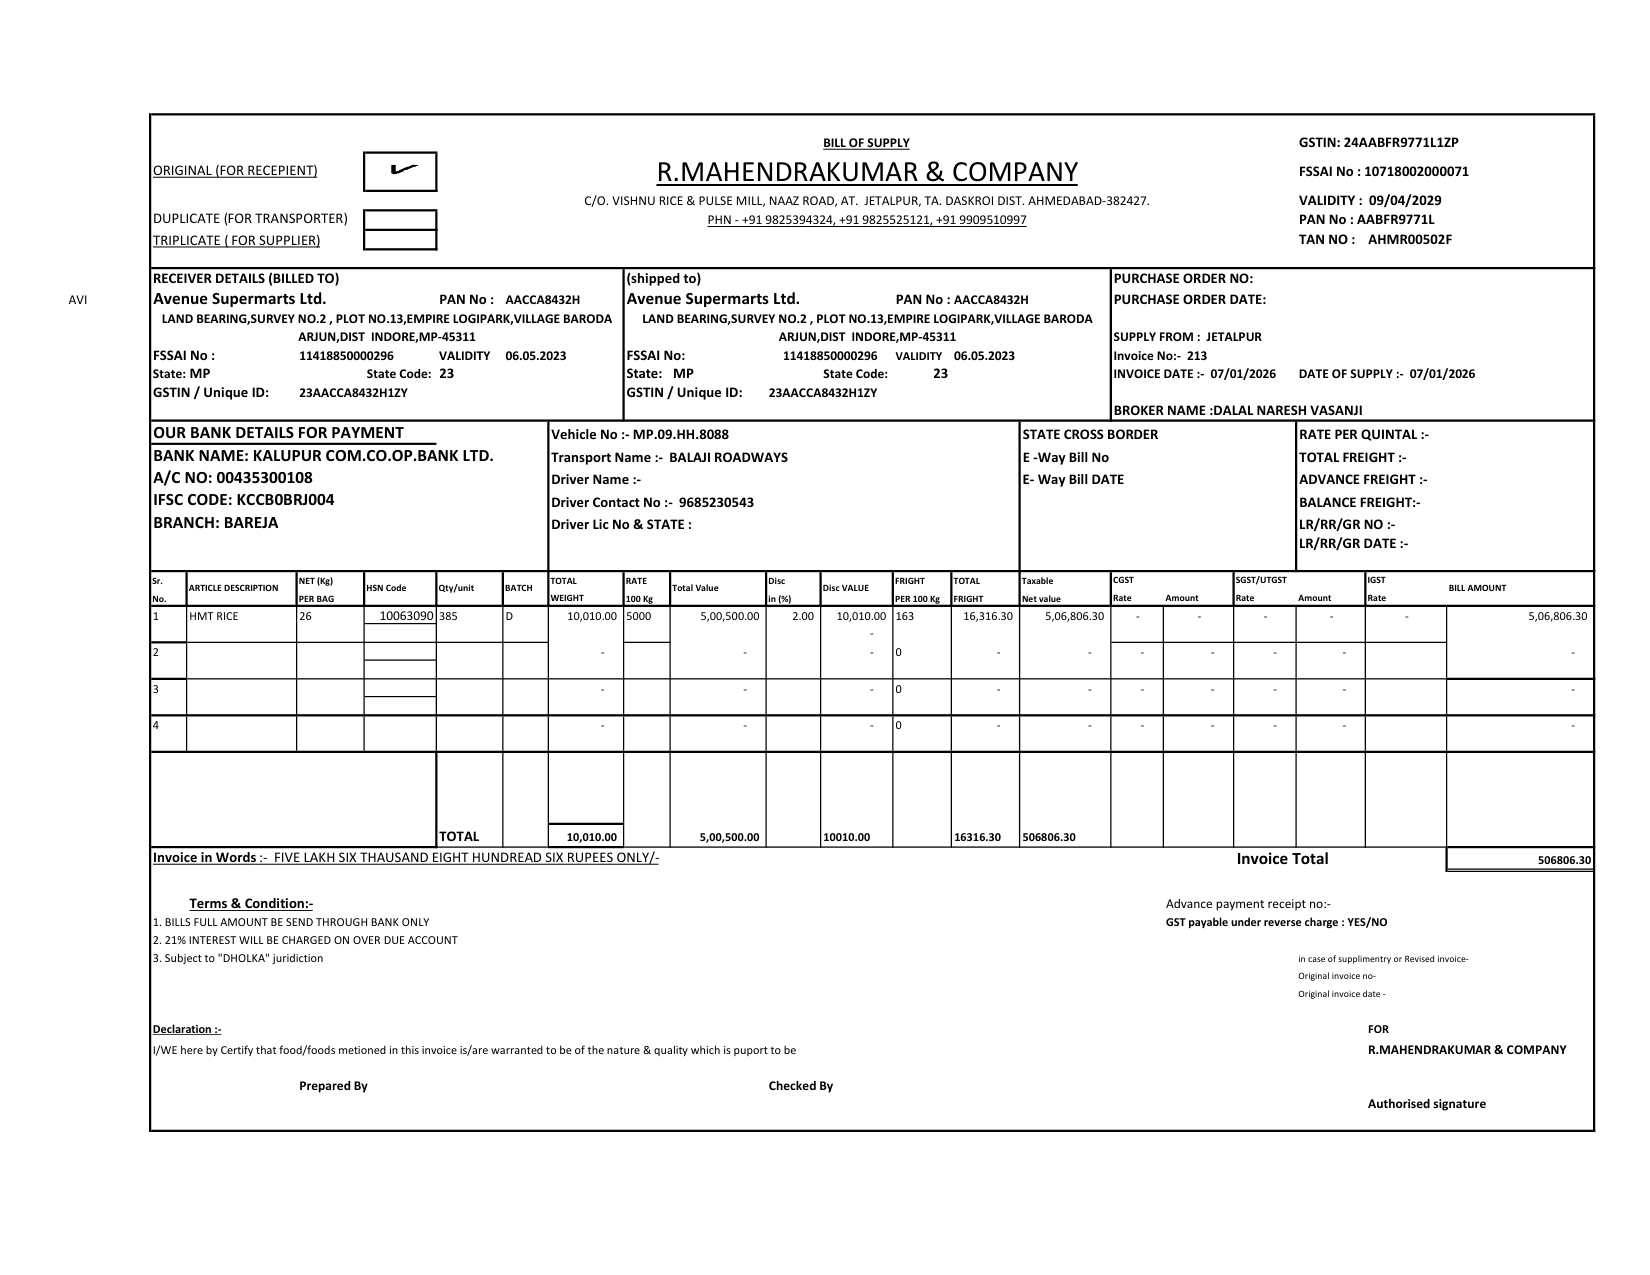 BILL OF SUPPLY
GSTIN: 24AABFR9771L1ZP
ORIGINAL (FOR RECEPIENT)
R.MAHENDRAKUMAR & COMPANY
FSSAI No : 10718002000071
C/O. VISHNU RICE & PULSE MILL, NAAZ ROAD, AT. JETALPUR, TA. DASKROI DIST. AHMEDABAD-382427.
VALIDITY : 09/04/2029
DUPLICATE (FOR TRANSPORTER)
PHN - +91 9825394324, +91 9825525121, +91 9909510997
PAN No : AABFR9771L
TRIPLICATE ( FOR SUPPLIER)
TAN NO : AHMR00502F
RECEIVER DETAILS (BILLED TO) (shipped to) PURCHASE ORDER NO:
AVI Avenue Supermarts Ltd. PAN No : AACCA8432H Avenue Supermarts Ltd. PAN No : AACCA8432H PURCHASE ORDER DATE:
LAND BEARING,SURVEY NO.2 , PLOT NO.13,EMPIRE LOGIPARK,VILLAGE BARODA LAND BEARING,SURVEY NO.2 , PLOT NO.13,EMPIRE LOGIPARK,VILLAGE BARODA
ARJUN,DIST INDORE,MP-45311 ARJUN,DIST INDORE,MP-45311 SUPPLY FROM : JETALPUR
FSSAI No : 11418850000296 VALIDITY 06.05.2023 FSSAI No: 11418850000296 VALIDITY 06.05.2023 Invoice No:- 213
State: MP State Code: 23 State: MP State Code: 23 INVOICE DATE :- 07/01/2026 DATE OF SUPPLY :- 07/01/2026
GSTIN / Unique ID: 23AACCA8432H1ZY GSTIN / Unique ID: 23AACCA8432H1ZY
BROKER NAME :DALAL NARESH VASANJI
OUR BANK DETAILS FOR PAYMENT Vehicle No :- MP.09.HH.8088 STATE CROSS BORDER RATE PER QUINTAL :-
BANK NAME: KALUPUR COM.CO.OP.BANK LTD. Transport Name :- BALAJI ROADWAYS E -Way Bill No TOTAL FREIGHT :-
A/C NO: 00435300108 Driver Name :- E- Way Bill DATE ADVANCE FREIGHT :-
IFSC CODE: KCCB0BRJ004 Driver Contact No :- 9685230543 BALANCE FREIGHT:-
BRANCH: BAREJA Driver Lic No & STATE : LR/RR/GR NO :-
LR/RR/GR DATE :-
Sr. NET (Kg) TOTAL RATE Disc FRIGHT TOTAL Taxable CGST SGST/UTGST IGST
ARTICLE DESCRIPTION HSN Code Qty/unit BATCH Total Value Disc VALUE BILL AMOUNT
No. PER BAG WEIGHT 100 Kg in (%) PER 100 Kg FRIGHT Net value Rate Amount Rate Amount Rate
1 HMT RICE 26 10063090 385 D 10,010.00 5000 5,00,500.00 2.00 10,010.00 163 16,316.30 5,06,806.30 - - - - - 5,06,806.30
-
2 - - - 0 - - - - - - -
3 - - - 0 - - - - - - -
4 - - - 0 - - - - - - -
TOTAL 10,010.00 5,00,500.00 10010.00 16316.30 506806.30
Invoice in Words :- FIVE LAKH SIX THAUSAND EIGHT HUNDREAD SIX RUPEES ONLY/- Invoice Total 506806.30
Terms & Condition:- Advance payment receipt no:-
1. BILLS FULL AMOUNT BE SEND THROUGH BANK ONLY GST payable under reverse charge : YES/NO
2. 21% INTEREST WILL BE CHARGED ON OVER DUE ACCOUNT
3. Subject to "DHOLKA" juridiction in case of supplimentry or Revised invoice-
Original invoice no-
Original invoice date -
Declaration :- FOR
I/WE here by Certify that food/foods metioned in this invoice is/are warranted to be of the nature & quality which is puport to be R.MAHENDRAKUMAR & COMPANY
Prepared By Checked By
Authorised signature